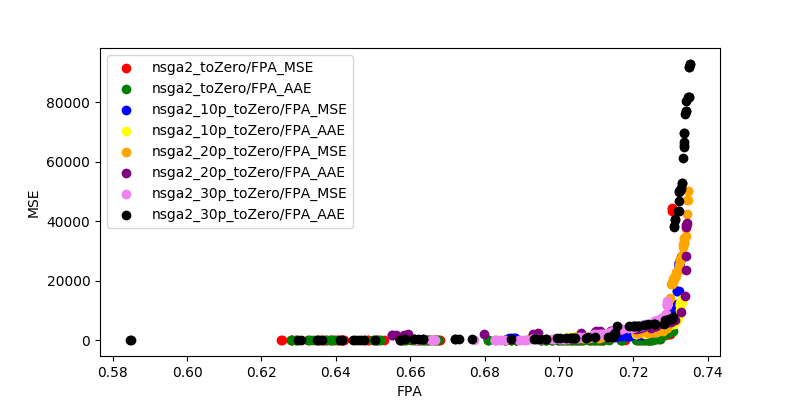 nsga2_toZero/FPA_MSE
nsga2_toZero/FPA_AAE
nsga2_10p_toZero/FPA_MSE
nsga2_10p_toZero/FPA_AAE
nsga2_20p_toZero/FPA_MSE
nsga2_20p_toZero/FPA_AAE
nsga2_30p_toZero/FPA_MSE
nsga2_30p_toZero/FPA_AAE
MSE
80000
60000
40000
20000
0
0.58 0.60 0.62 0.64 0.66 0.68 0.70 0.72 0.74
FPA